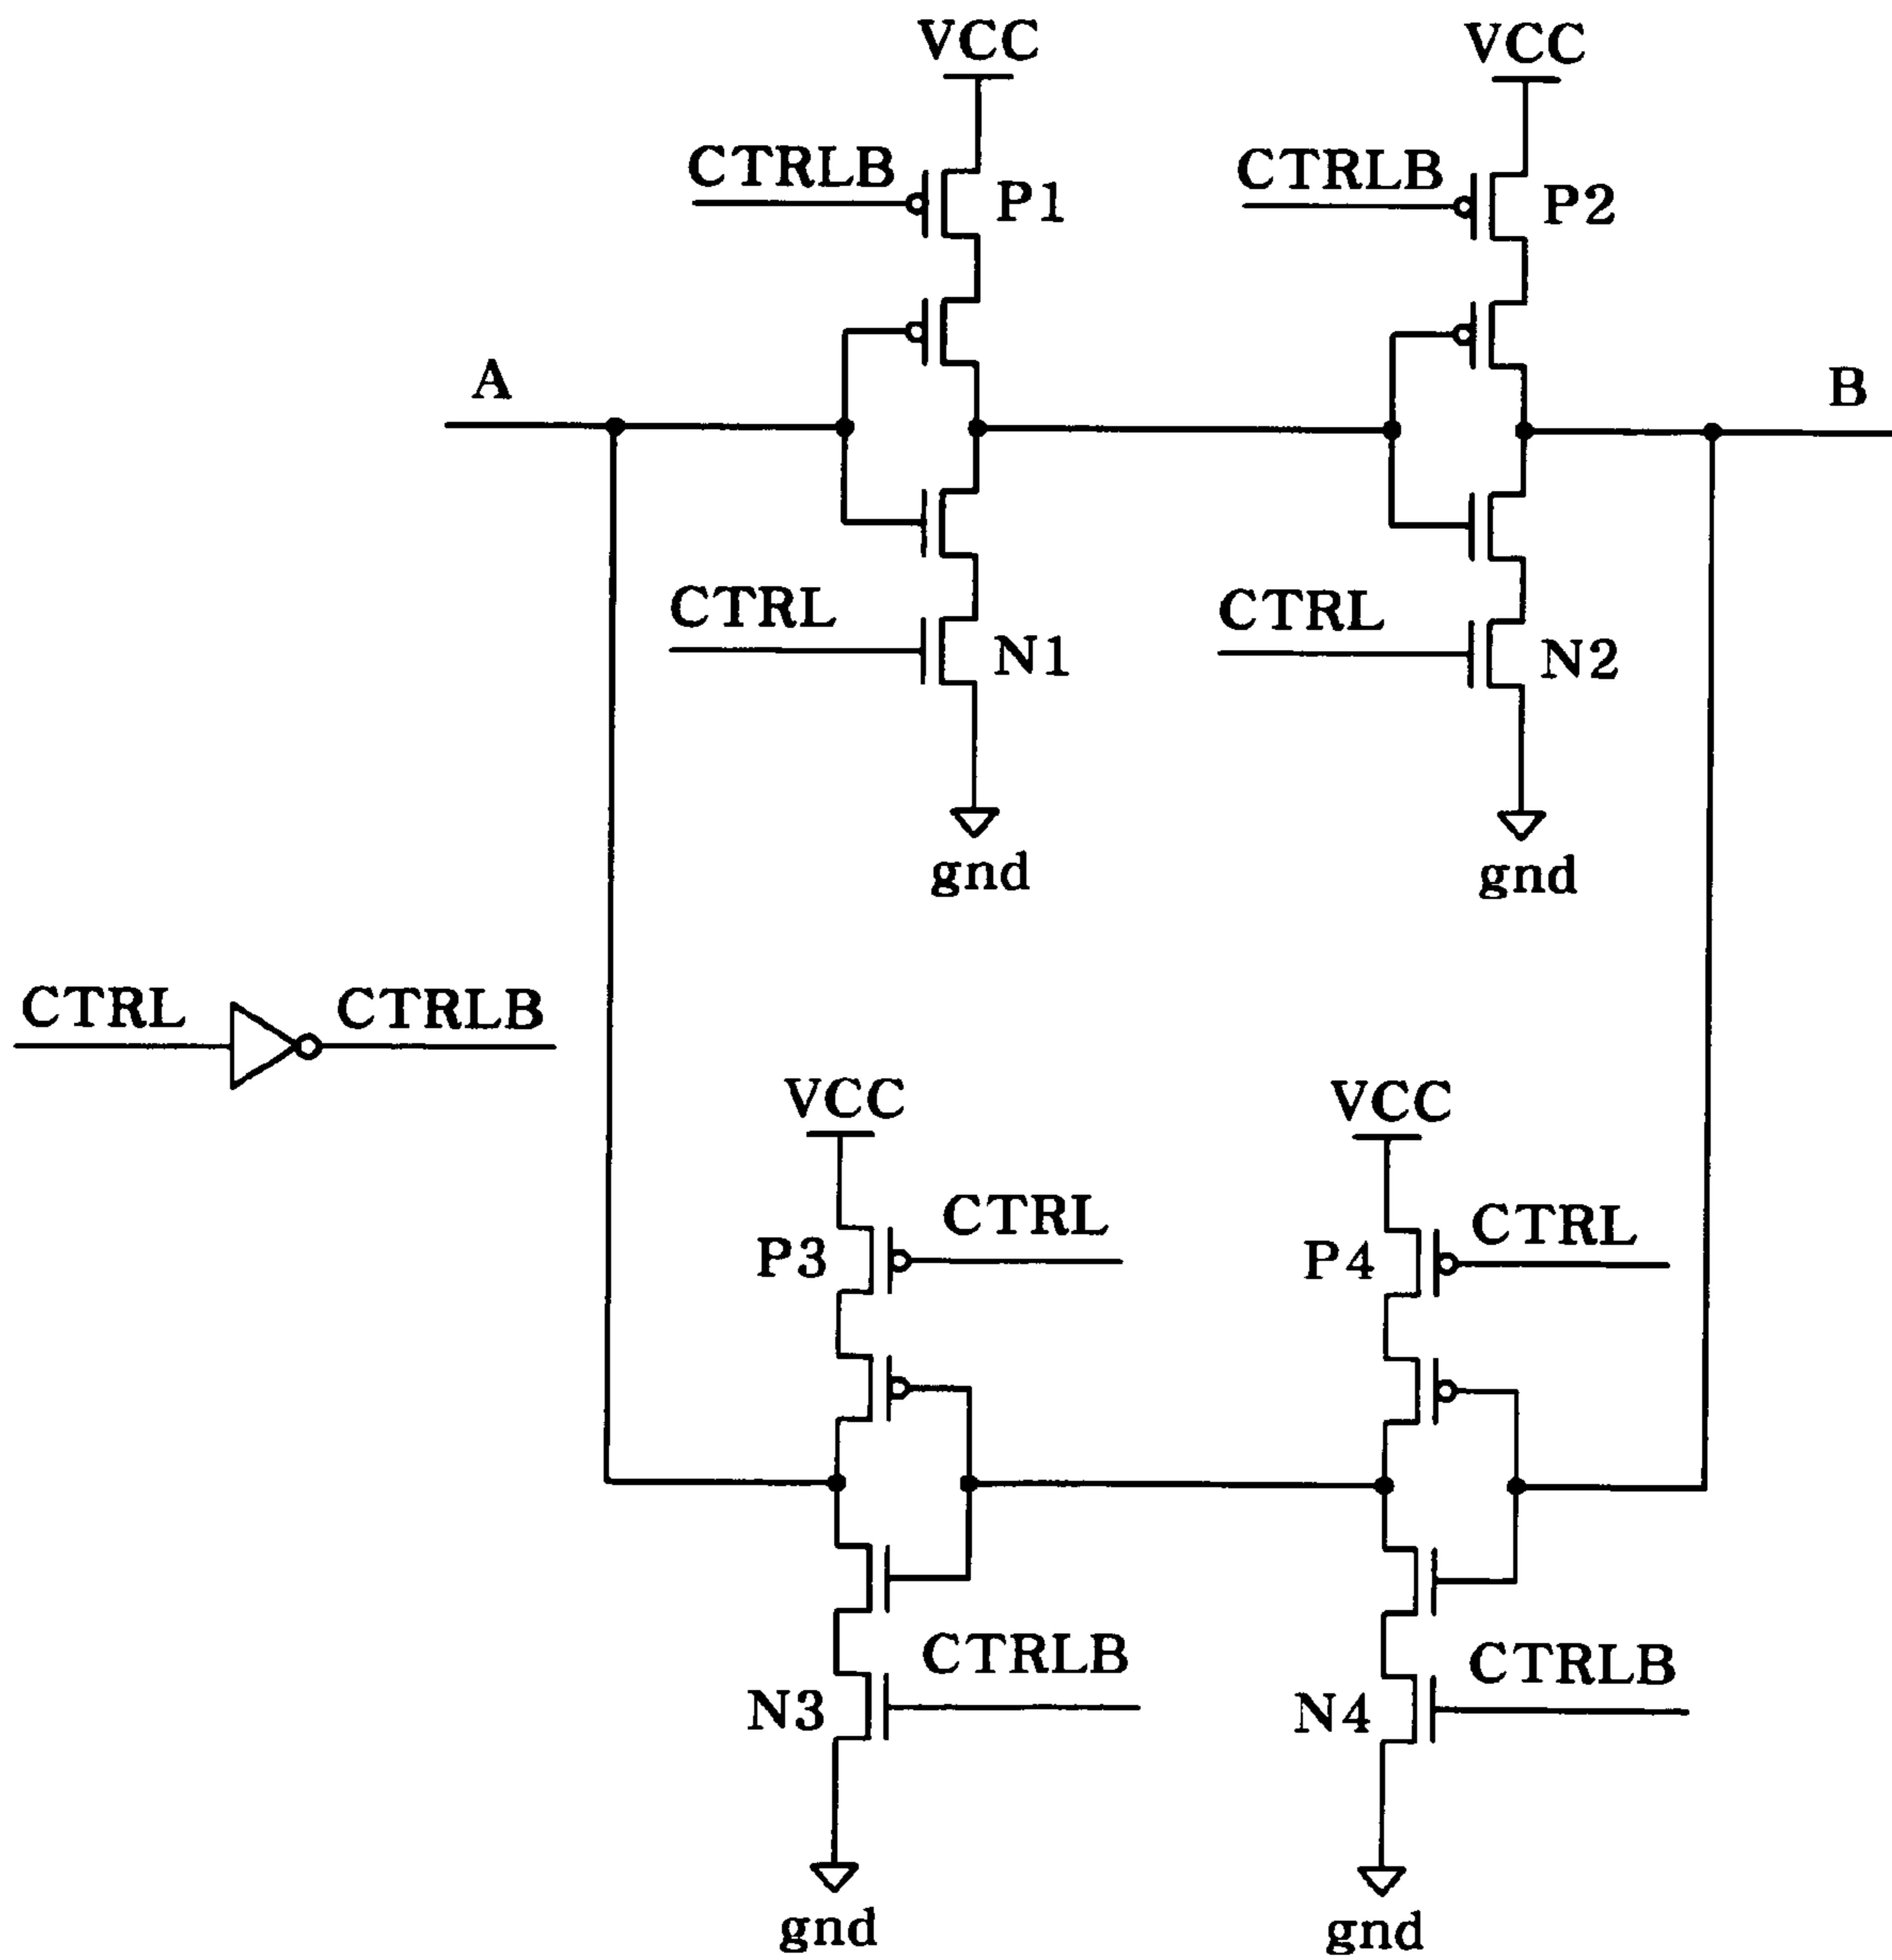 VCC VCC
CTRLB P1 CTRLB P2
A B
CTRL N1 CTRL N2
gnd gnd
CTRL CTRLB
VCC VCC
P3 CTRL P4 CTRL
N3 CTRLB N4 CTRLB
gnd gnd